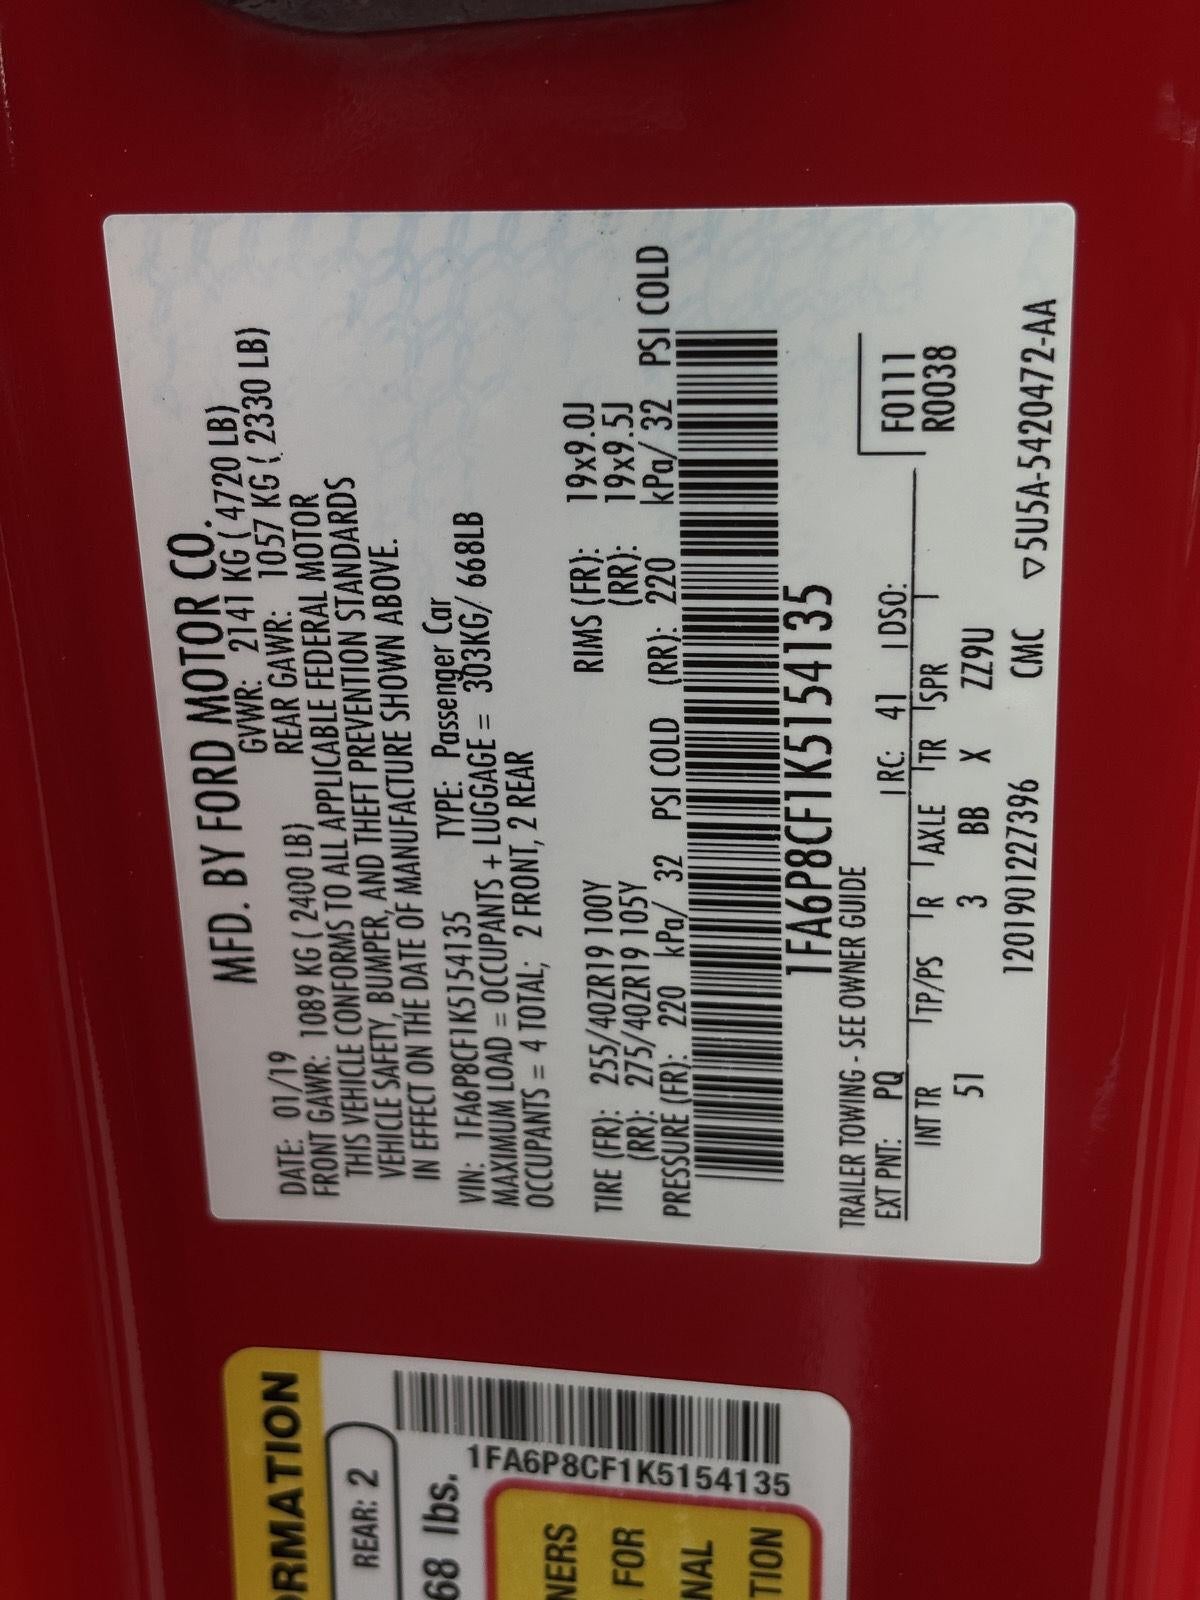 MFD. BY FORD MOTOR CO.
DATE: 01/19 GVWR: 2141 KG ( 4720 LB)
FRONT GAWR: 1089 KG ( 2400 LB) REAR GAWR: 1057 KG ( 2330 LB)
THIS VEHICLE CONFORMS TO ALL APPLICABLE FEDERAL MOTOR
VEHICLE SAFETY, BUMPER, AND THEFT PREVENTION STANDARDS
IN EFFECT ON THE DATE OF MANUFACTURE SHOWN ABOVE.
VIN: 1FA6P8CF1K5154135 TYPE: Passenger Car
MAXIMUM LOAD = OCCUPANTS + LUGGAGE = 303KG/ 668LB
OCCUPANTS = 4 TOTAL; 2 FRONT, 2 REAR
TIRE (FR): 255/40ZR19 100Y RIMS (FR): 19x9.0J
(RR): 275/40ZR19 105Y (RR): 19x9.5J
PRESSURE (FR): 220 kPa/ 32 PSI COLD (RR): 220 kPa/ 32 PSI COLD
1FA6P8CF1K5154135
TRAILER TOWING - SEE OWNER GUIDE
EXT PNT: PQ RC: 41 DSO: F0111
R0038
INT TR TP/PS R AXLE TR SPR
51 3 BB X ZZ9U
1201901227396 CMC ▽5U5A-5420472-AA
ORMATION
REAR: 2
68 lbs.
1FA6P8CF1K5154135
NERS
FOR
NAL
TION